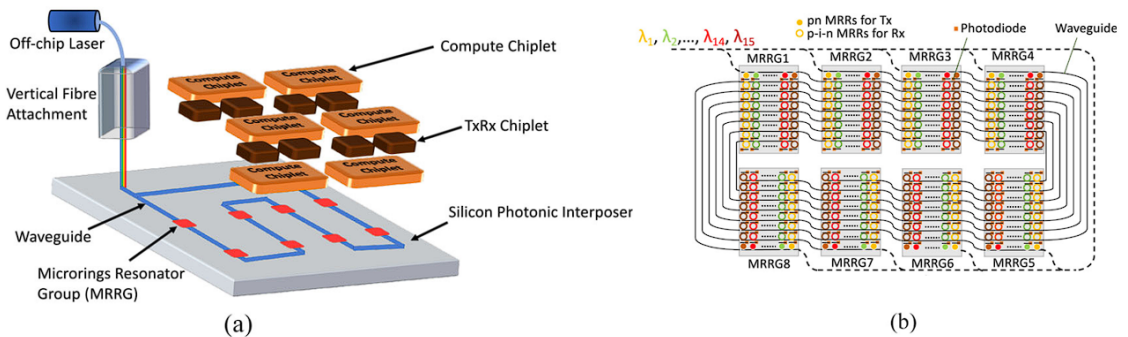 Off-chip Laser
Vertical Fibre
Attachment
Compute
Chiplet
Compute
Chiplet
Compute
Chiplet
Compute
Chiplet
Compute
Chiplet
Compute
Chiplet
Compute Chiplet
TxRx Chiplet
Silicon Photonic Interposer
Waveguide
Microrings Resonator
Group (MRRG)
(a)
λ1, λ2,..., λ14, λ15
pn MRRs for Tx
p-i-n MRRs for Rx
Photodiode
Waveguide
MRRG1 MRRG2 MRRG3 MRRG4
MRRG8 MRRG7 MRRG6 MRRG5
(b)